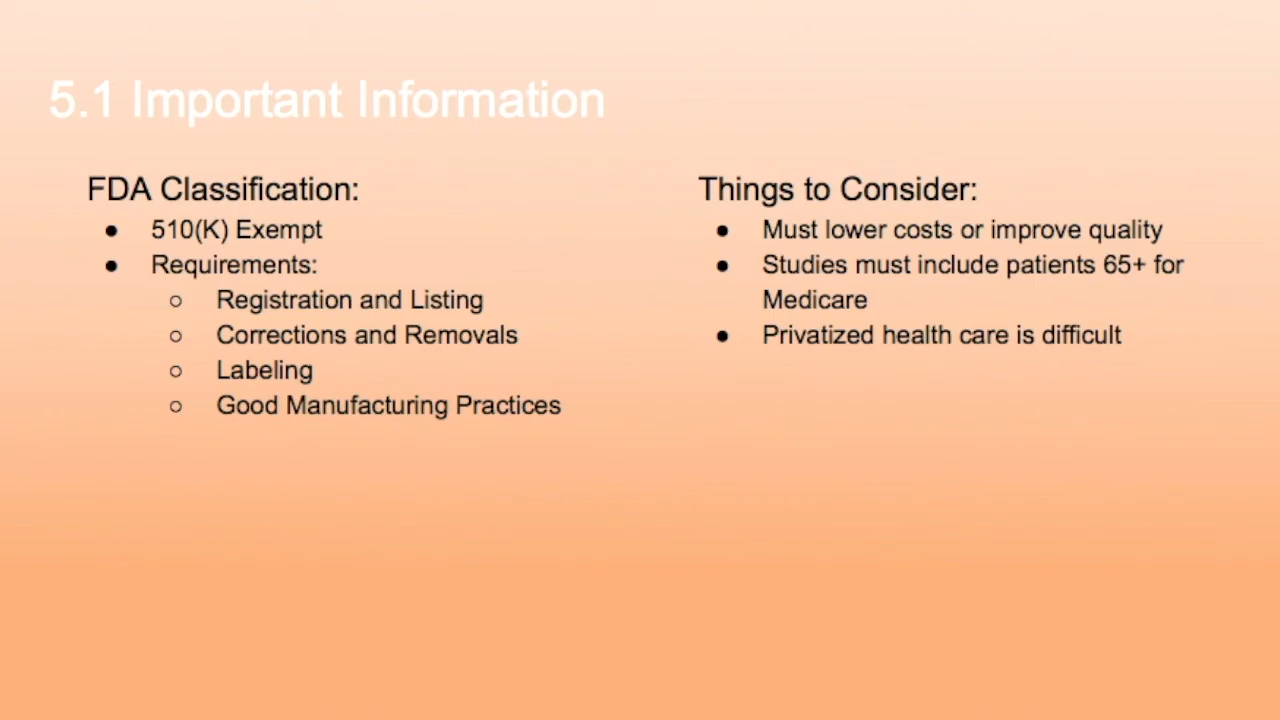 5.1 Important Information
FDA Classification:
● 510(K) Exempt
● Requirements:
○ Registration and Listing
○ Corrections and Removals
○ Labeling
○ Good Manufacturing Practices
Things to Consider:
● Must lower costs or improve quality
● Studies must include patients 65+ for
Medicare
● Privatized health care is difficult